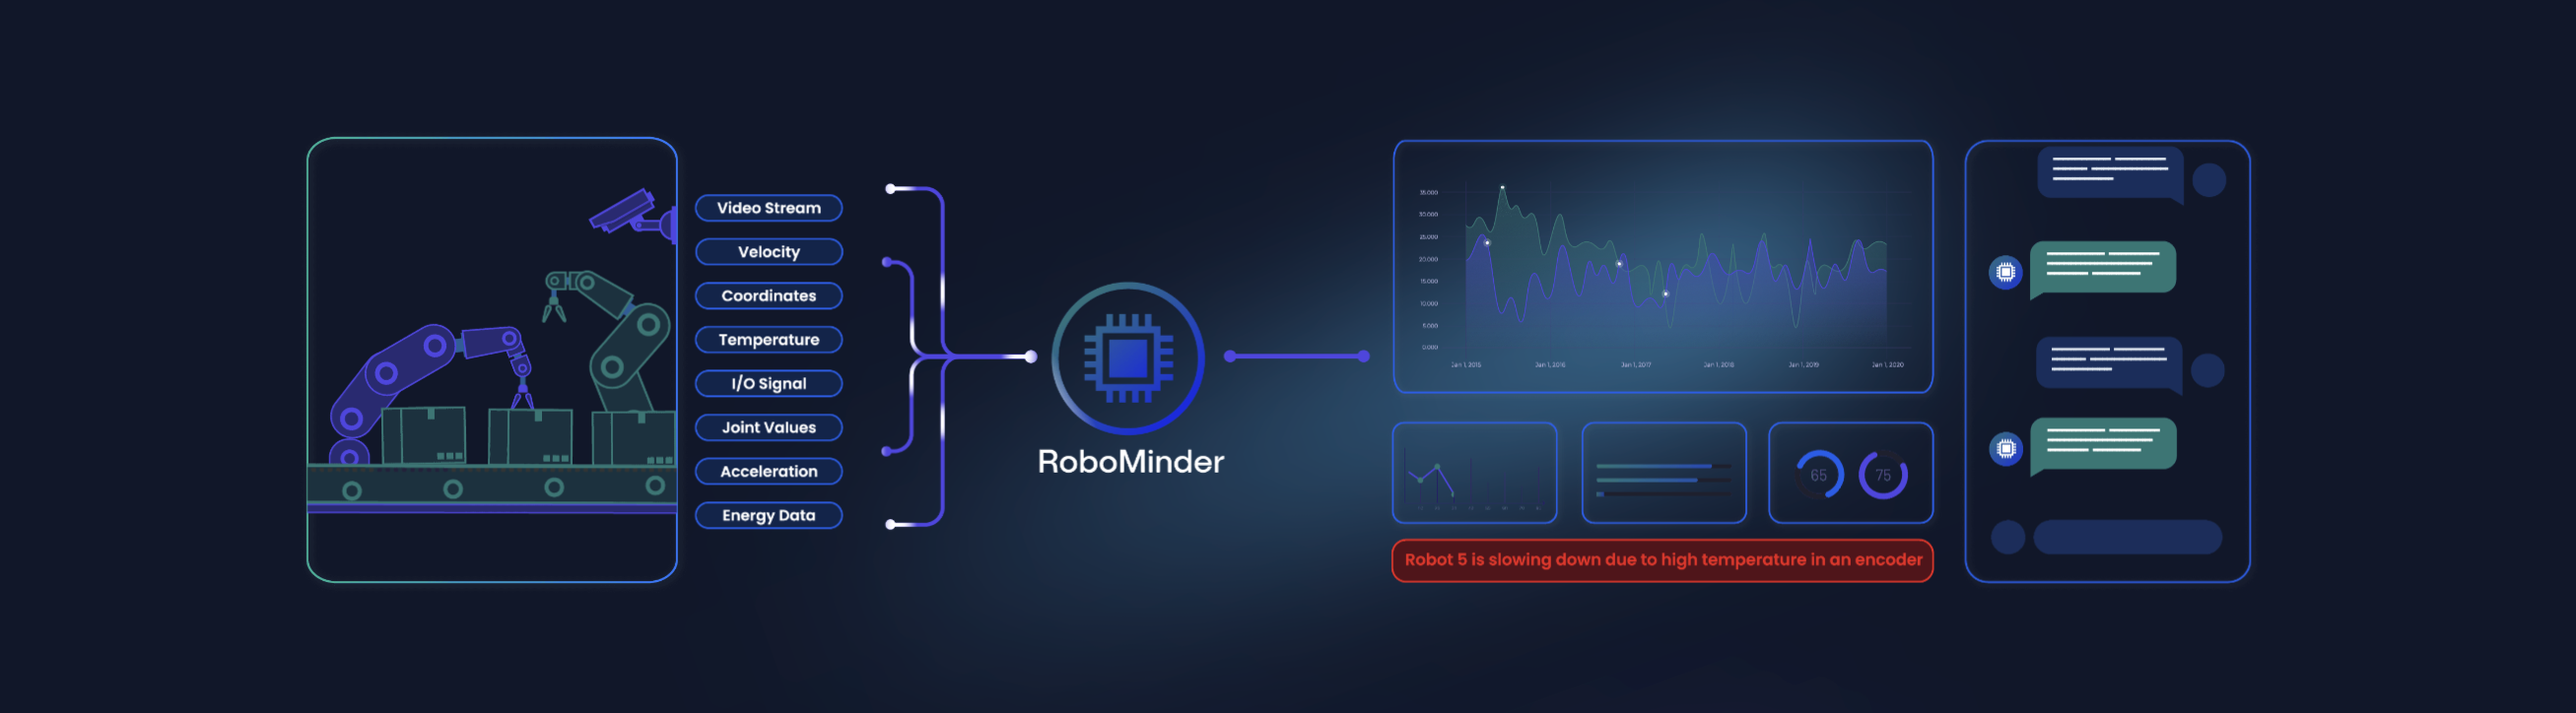 Video Stream
Velocity
Coordinates
Temperature
I/O Signal
Joint Values
Acceleration
Energy Data
RoboMinder
35.000
30.000
25.000
20.000
15.000
10.000
5.000
0.000
Jan 1, 2015
Jan 1, 2016
Jan 1, 2017
Jan 1, 2018
Jan 1, 2019
Jan 1, 2020
65
75
Robot 5 is slowing down due to high temperature in an encoder